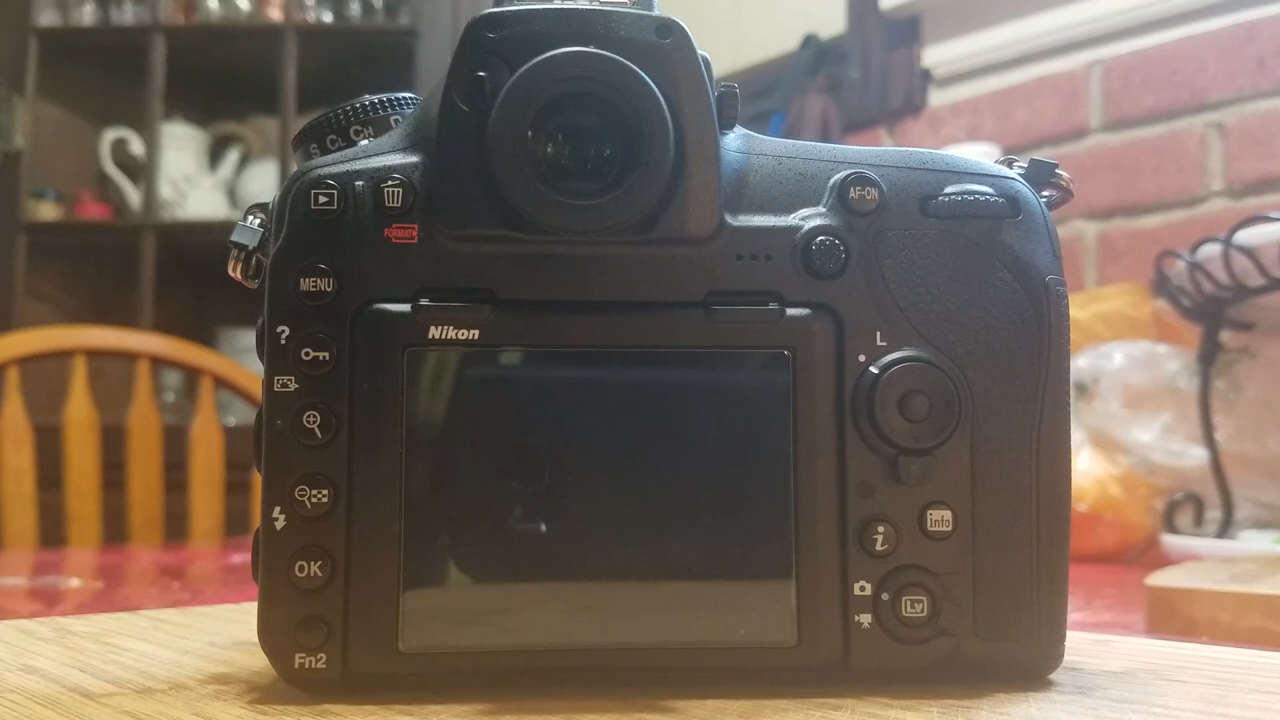 S CL CH
AF-ON
FORMAT
MENU
Nikon
?
L
info
i
OK
Lv
Fn2